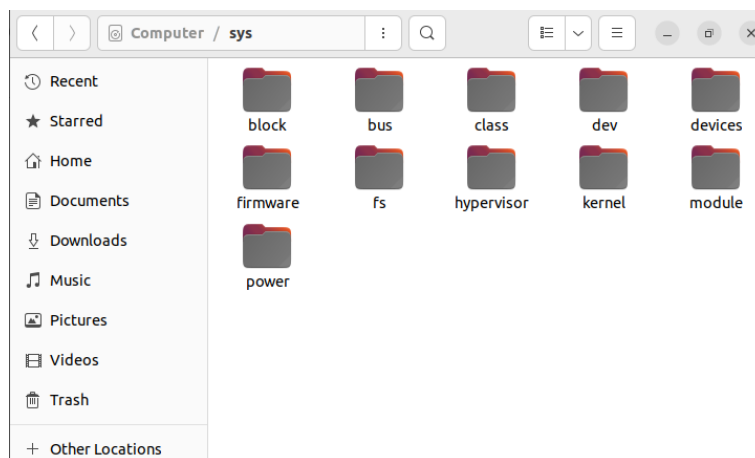 Computer / sys
Recent
Starred
Home
Documents
Downloads
Music
Pictures
Videos
Trash
+ Other Locations
block bus class dev devices
firmware fs hypervisor kernel module
power